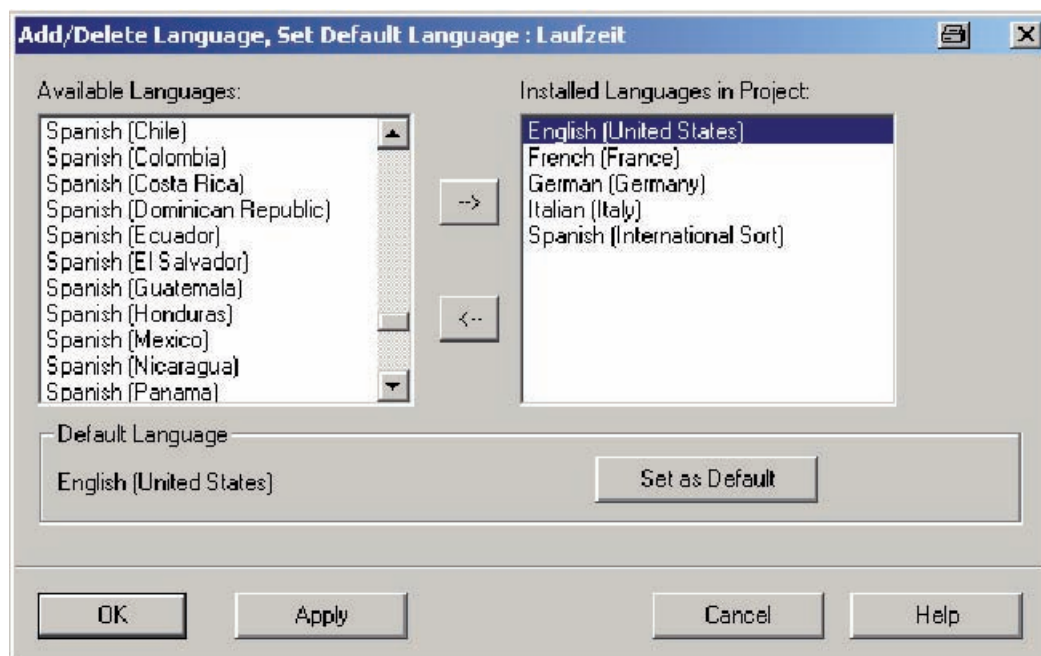 Add/Delete Language, Set Default Language : Laufzeit
Available Languages:
Spanish (Chile)
Spanish (Colombia)
Spanish (Costa Rica)
Spanish (Dominican Republic)
Spanish (Ecuador)
Spanish (El Salvador)
Spanish (Guatemala)
Spanish (Honduras)
Spanish (Mexico)
Spanish (Nicaragua)
Spanish (Panama)
-->
<--
Installed Languages in Project:
English (United States)
French (France)
German (Germany)
Italian (Italy)
Spanish (International Sort)
Default Language
English (United States)
Set as Default
OK
Apply
Cancel
Help